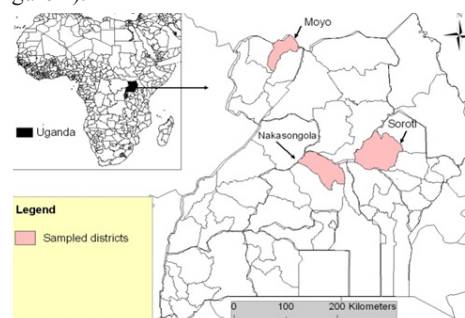 Moyo
Soroti
Nakasongola
Uganda
Legend
Sampled districts
0 100 200 Kilometers